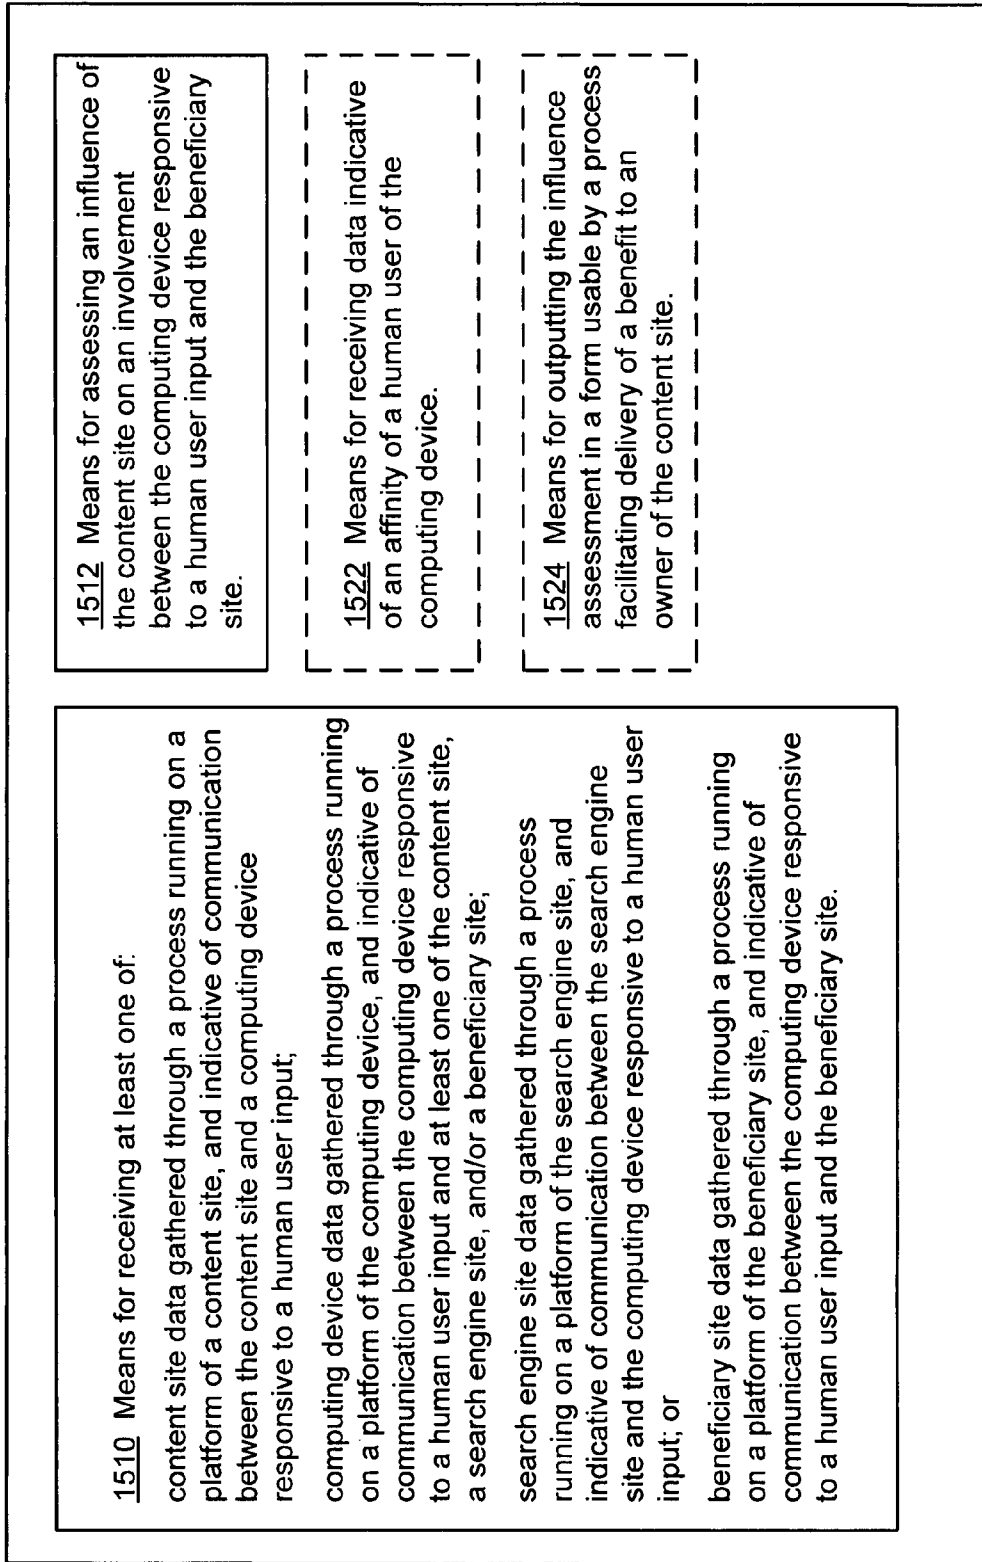 1510 Means for receiving at least one of:
content site data gathered through a process running on a
platform of a content site, and indicative of communication
between the content site and a computing device
responsive to a human user input;
computing device data gathered through a process running
on a platform of the computing device, and indicative of
communication between the computing device responsive
to a human user input and at least one of the content site,
a search engine site, and/or a beneficiary site;
search engine site data gathered through a process
running on a platform of the search engine site, and
indicative of communication between the search engine
site and the computing device responsive to a human user
input; or
beneficiary site data gathered through a process running
on a platform of the beneficiary site, and indicative of
communication between the computing device responsive
to a human user input and the beneficiary site.
1512 Means for assessing an influence of
the content site on an involvement
between the computing device responsive
to a human user input and the beneficiary
site.
1522 Means for receiving data indicative
of an affinity of a human user of the
computing device.
1524 Means for outputting the influence
assessment in a form usable by a process
facilitating delivery of a benefit to an
owner of the content site.